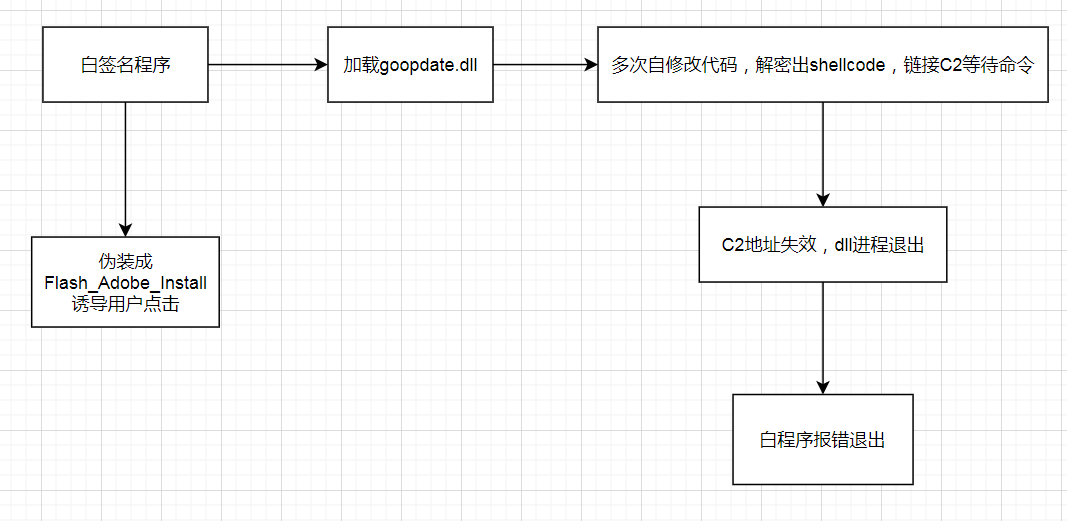 白签名程序
加载goopdate.dll
多次自修改代码，解密出shellcode，链接C2等待命令
伪装成
Flash_Adobe_Install
诱导用户点击
C2地址失效，dll进程退出
白程序报错退出